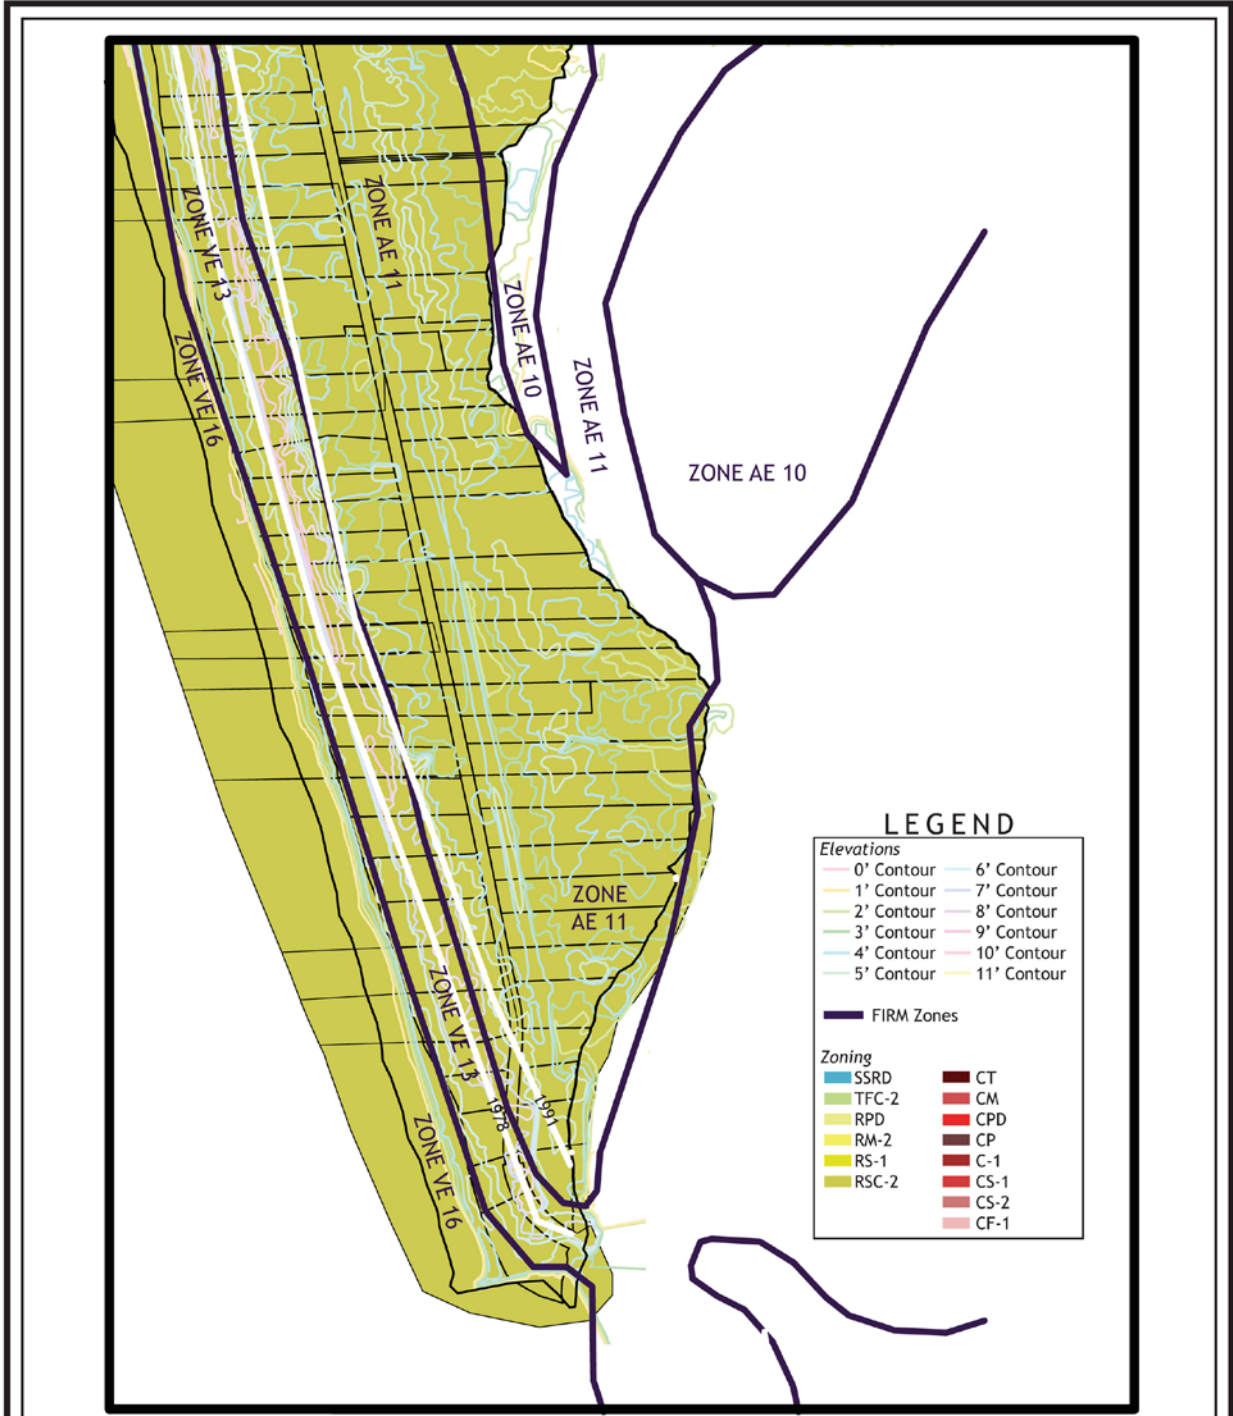 ZONE VE 13
ZONE AE 11
ZONE VE 16
ZONE AE 10
ZONE AE 11
ZONE AE 10
ZONE
AE 11
ZONE VE 13
1978
1991
ZONE VE 16
LEGEND
Elevations
0' Contour
1' Contour
2' Contour
3' Contour
4' Contour
5' Contour
6' Contour
7' Contour
8' Contour
9' Contour
10' Contour
11' Contour
FIRM Zones
Zoning
SSRD
TFC-2
RPD
RM-2
RS-1
RSC-2
CT
CM
CPD
CP
C-1
CS-1
CS-2
CF-1